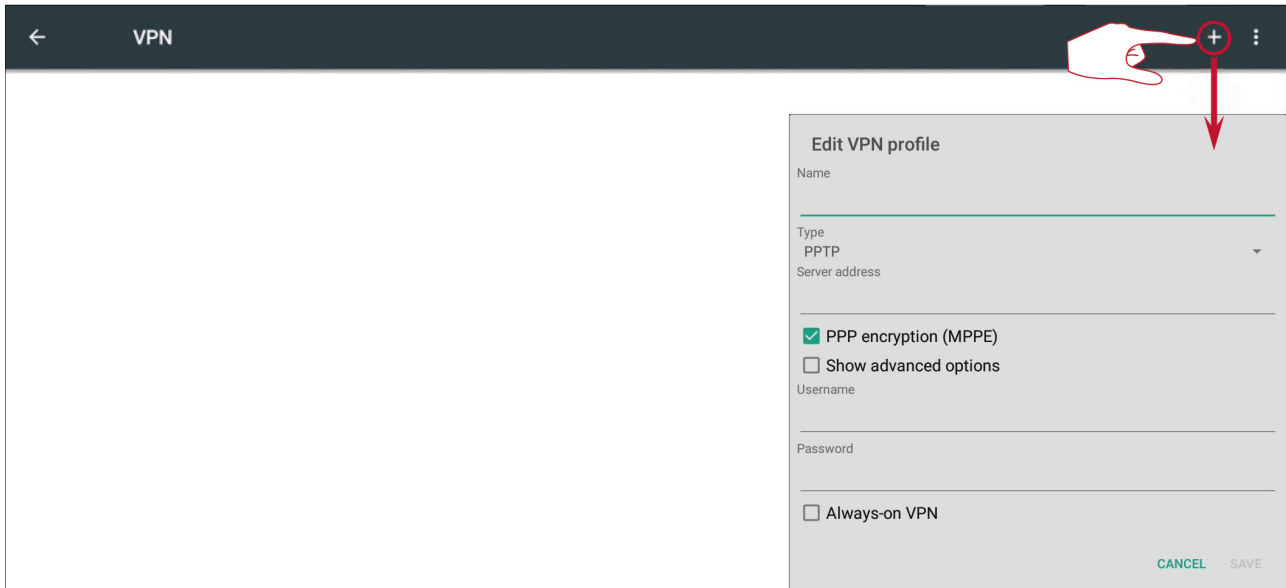 VPN
Edit VPN profile
Name
Type
PPTP
Server address
PPP encryption (MPPE)
Show advanced options
Username
Password
Always-on VPN
CANCEL SAVE